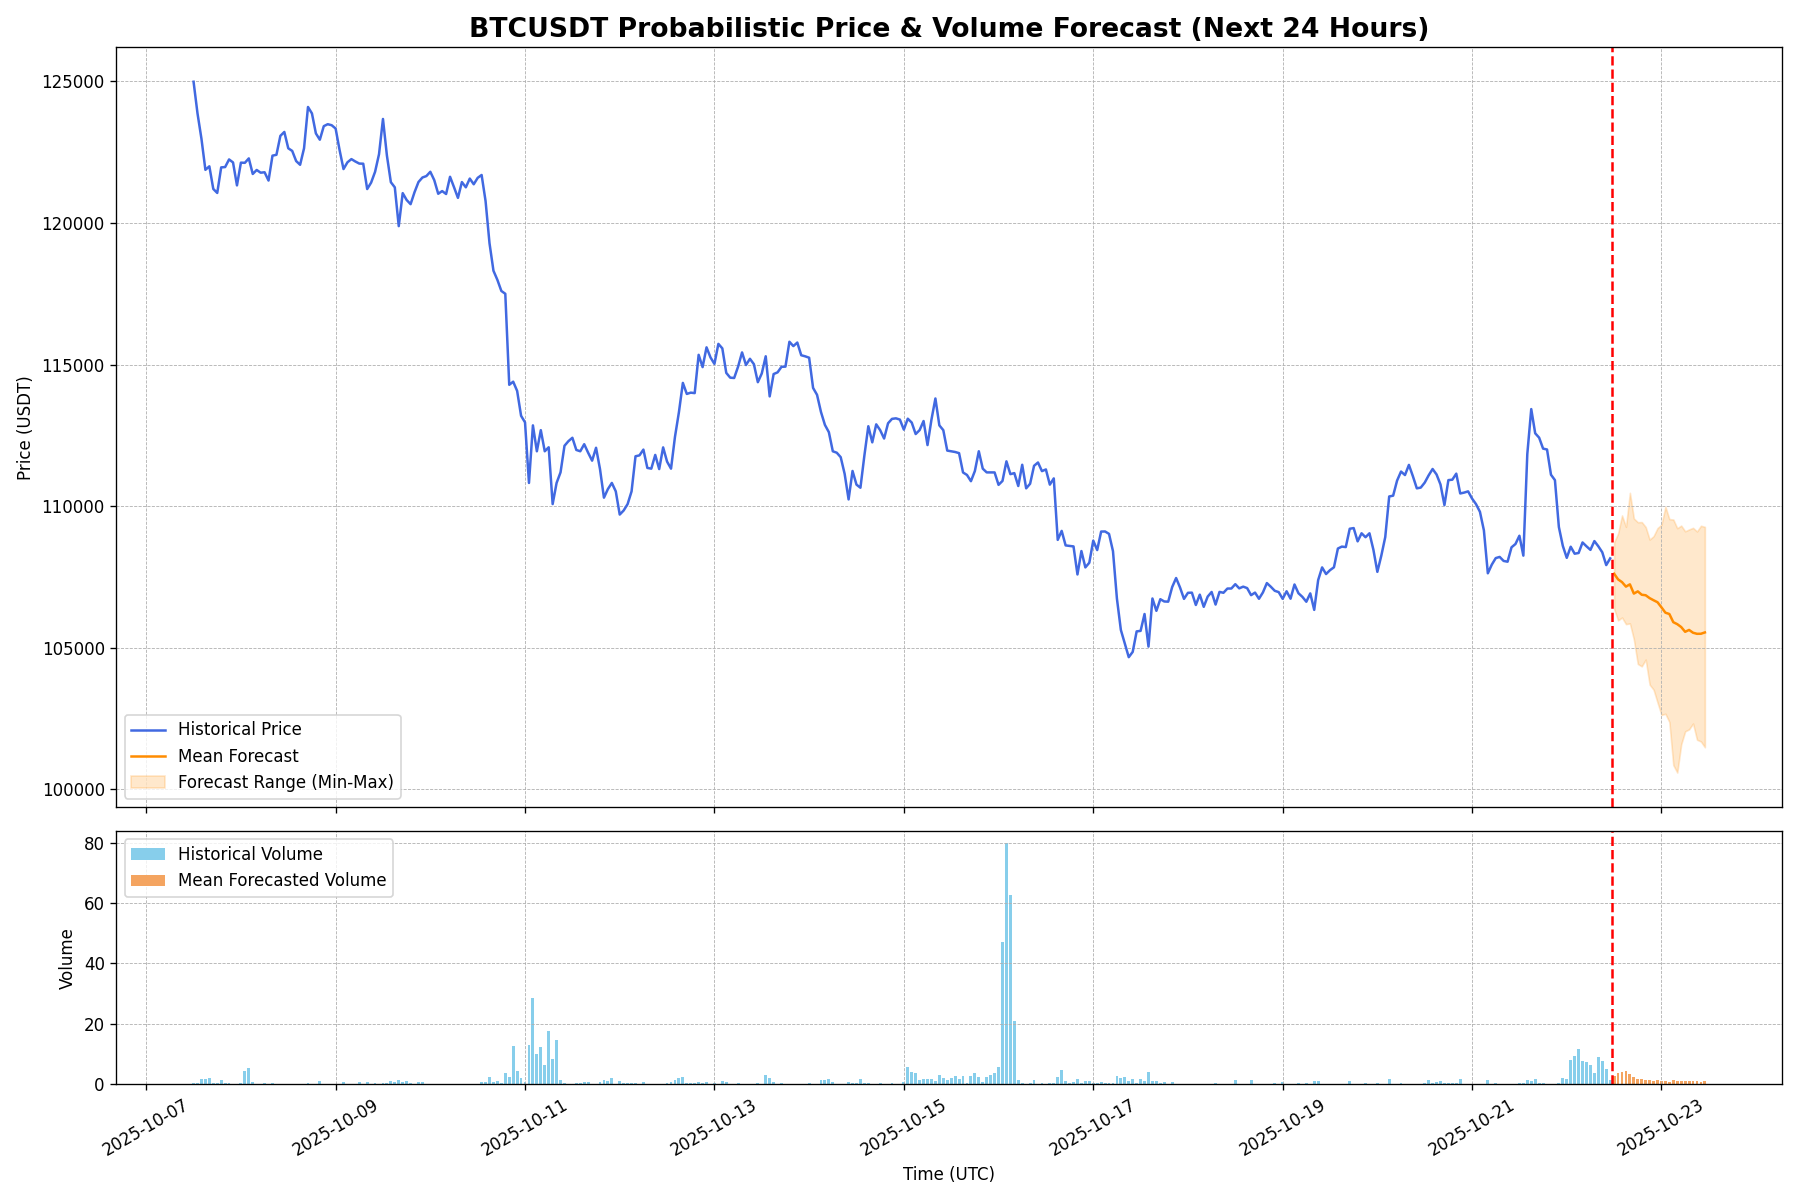 BTCUSDT Probabilistic Price & Volume Forecast (Next 24 Hours)
125000
120000
115000
110000
105000
100000
Price (USDT)
Historical Price
Mean Forecast
Forecast Range (Min-Max)
80
60
40
20
0
Volume
Historical Volume
Mean Forecasted Volume
2025-10-07
2025-10-09
2025-10-11
2025-10-13
2025-10-15
2025-10-17
2025-10-19
2025-10-21
2025-10-23
Time (UTC)